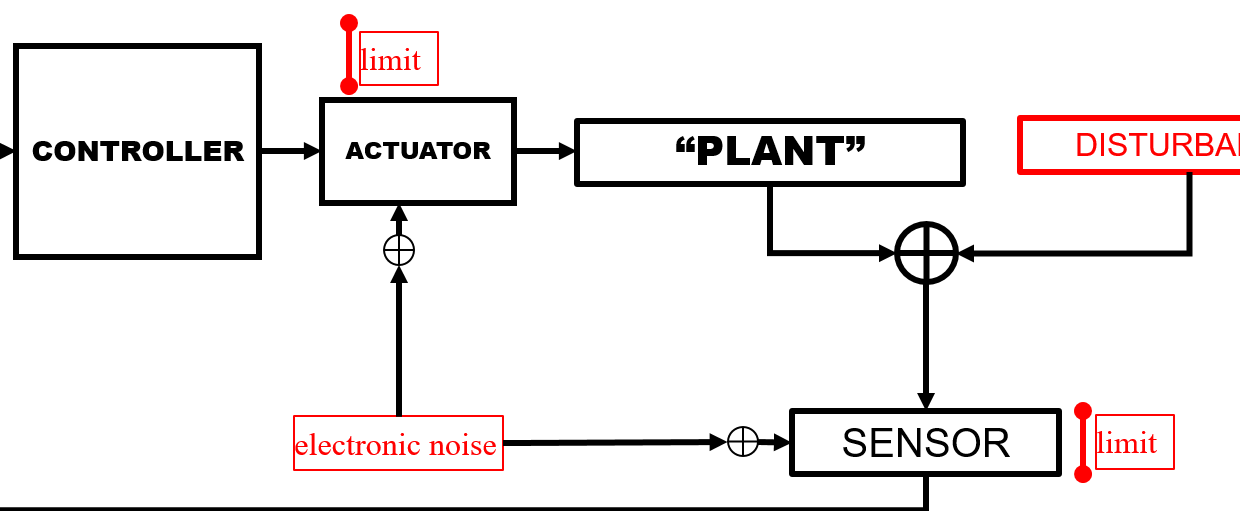 limit
CONTROLLER
ACTUATOR
“PLANT”
electronic noise
SENSOR
limit